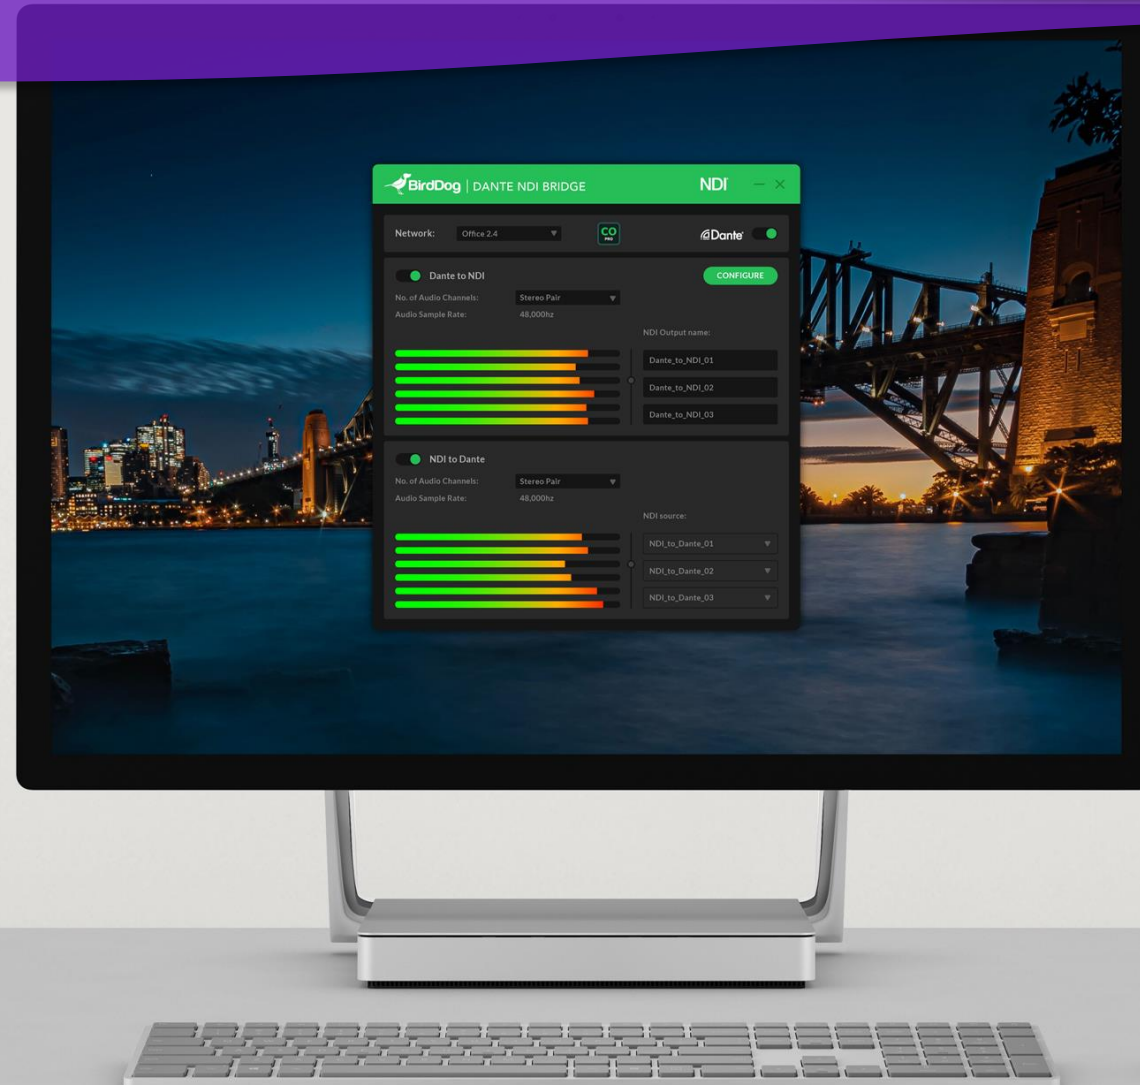 BirdDog | DANTE NDI BRIDGE NDI
Network: Office 2.4 CO PRO Dante
Dante to NDI CONFIGURE
No. of Audio Channels: Stereo Pair
Audio Sample Rate: 48,000hz
NDI Output name:
Dante_to_NDI_01
Dante_to_NDI_02
Dante_to_NDI_03
NDI to Dante
No. of Audio Channels: Stereo Pair
Audio Sample Rate: 48,000hz
NDI source:
NDI_to_Dante_01
NDI_to_Dante_02
NDI_to_Dante_03